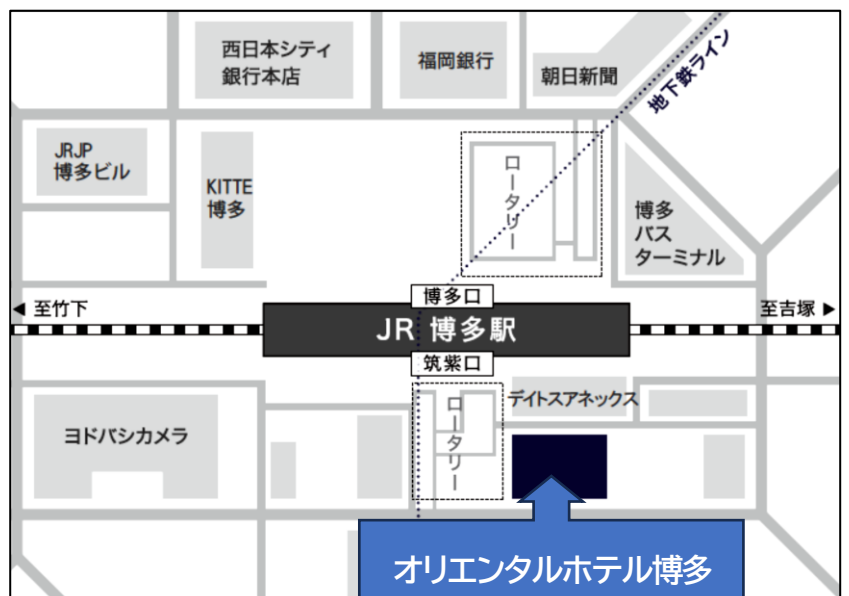 西日本シティ
銀行本店
福岡銀行
朝日新聞
地下鉄ライン
JRJP
博多ビル
KITTE
博多
ロータリー
博多
バス
ターミナル
博多口
◀ 至竹下
至吉塚 ▶
JR 博多駅
筑紫口
ヨドバシカメラ
ロータリー
デイトスアネックス
オリエンタルホテル博多